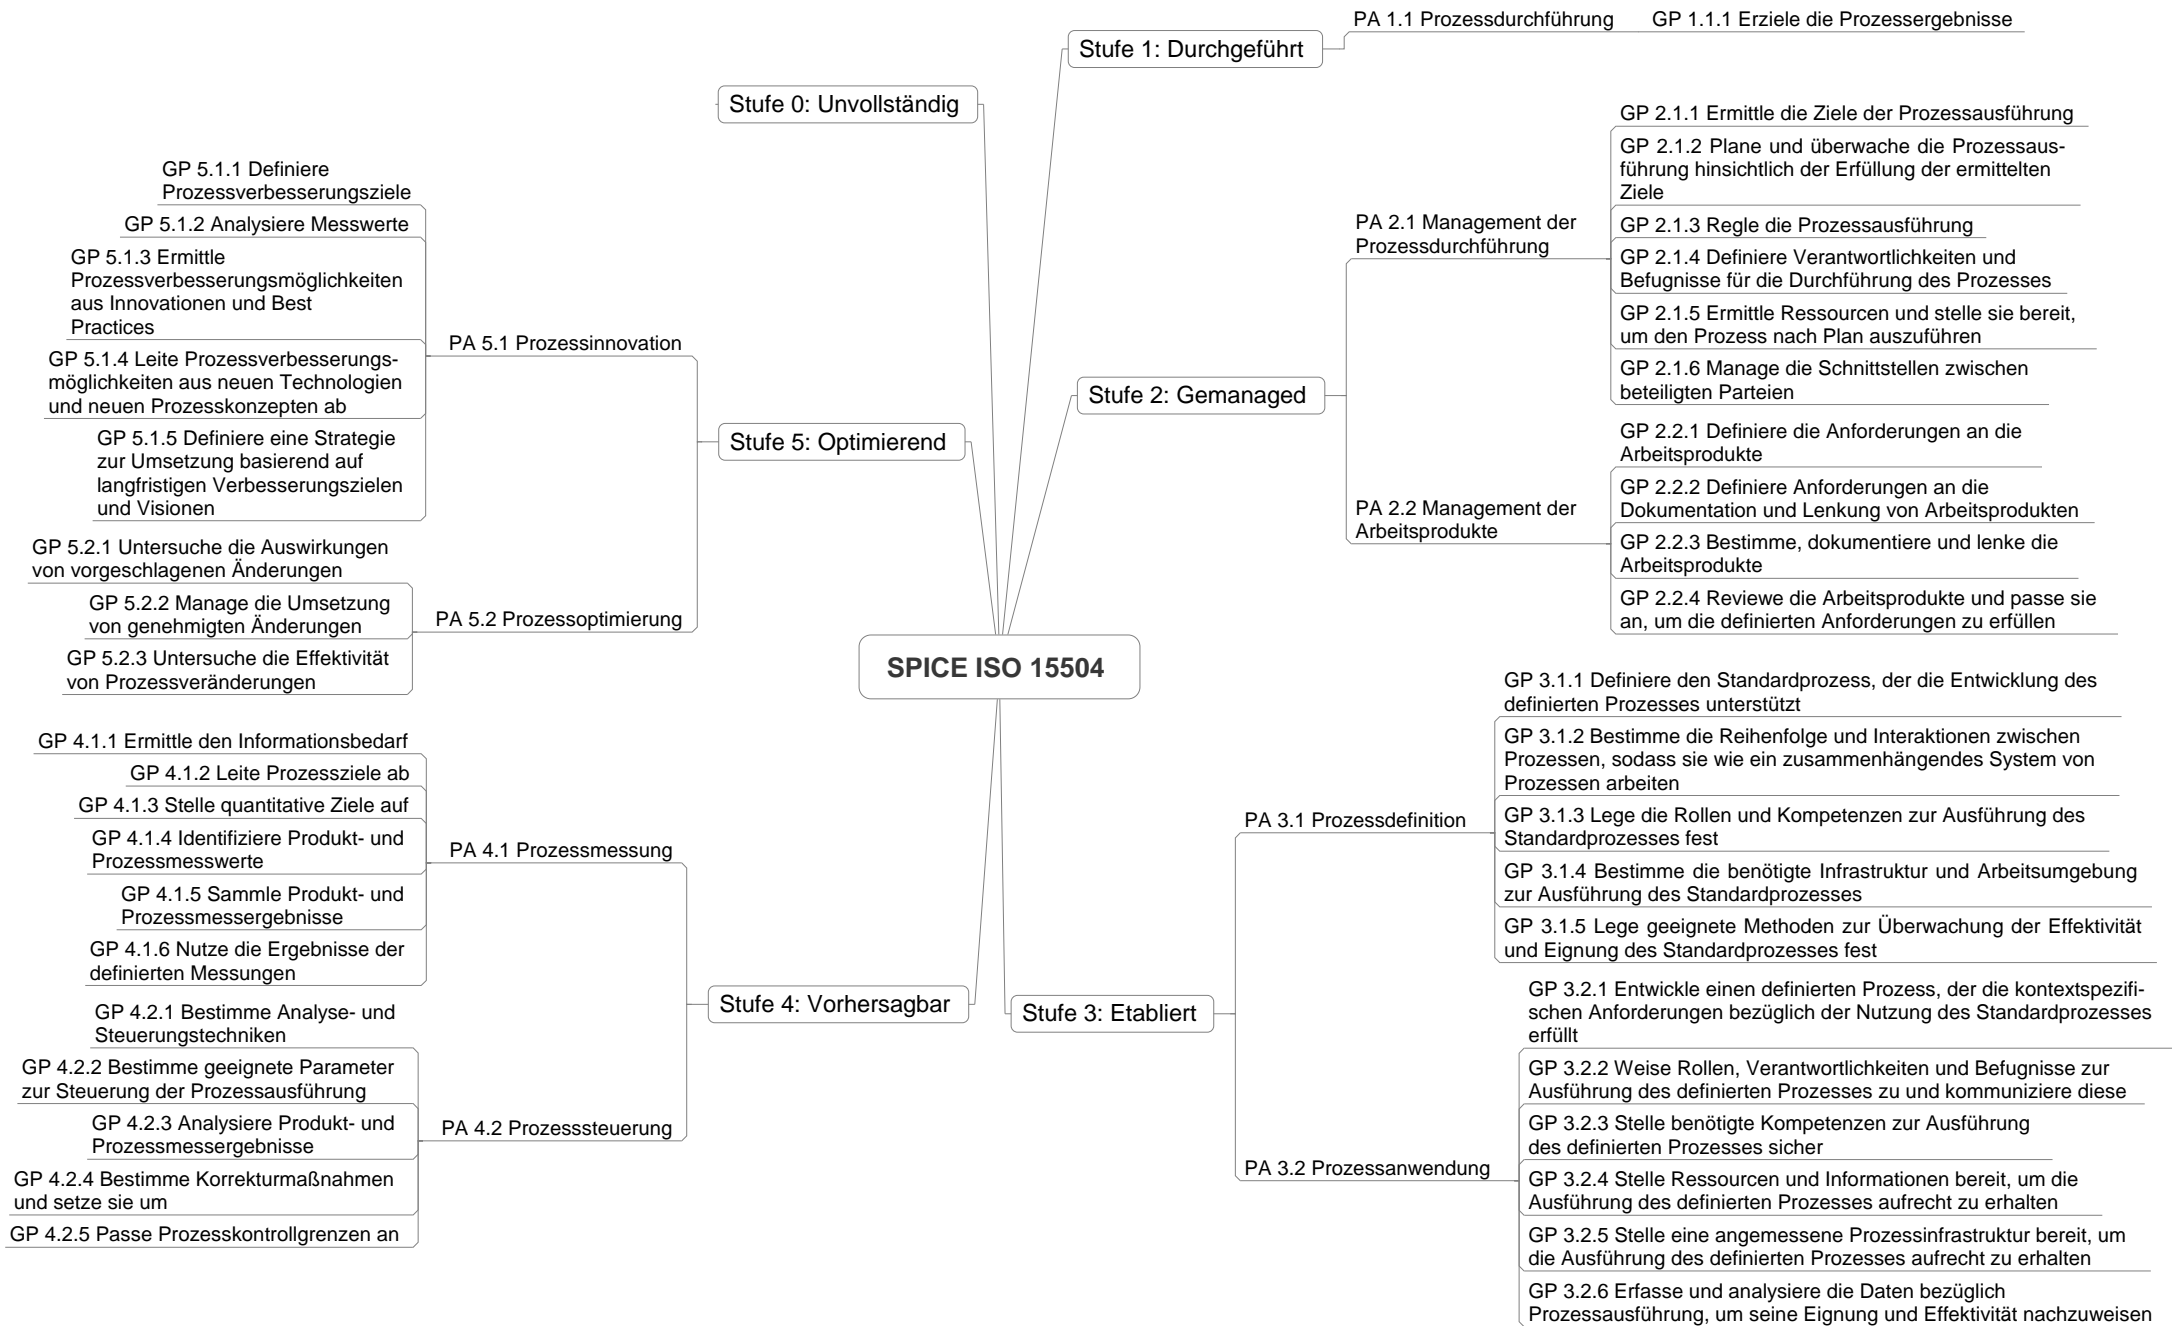 SPICE ISO 15504
Stufe 0: Unvollständig
Stufe 1: Durchgeführt
PA 1.1 Prozessdurchführung
GP 1.1.1 Erziele die Prozessergebnisse
Stufe 2: Gemanaged
PA 2.1 Management der
Prozessdurchführung
GP 2.1.1 Ermittle die Ziele der Prozessausführung
GP 2.1.2 Plane und überwache die Prozessaus-
führung hinsichtlich der Erfüllung der ermittelten
Ziele
GP 2.1.3 Regle die Prozessausführung
GP 2.1.4 Definiere Verantwortlichkeiten und
Befugnisse für die Durchführung des Prozesses
GP 2.1.5 Ermittle Ressourcen und stelle sie bereit,
um den Prozess nach Plan auszuführen
GP 2.1.6 Manage die Schnittstellen zwischen
beteiligten Parteien
PA 2.2 Management der
Arbeitsprodukte
GP 2.2.1 Definiere die Anforderungen an die
Arbeitsprodukte
GP 2.2.2 Definiere Anforderungen an die
Dokumentation und Lenkung von Arbeitsprodukten
GP 2.2.3 Bestimme, dokumentiere und lenke die
Arbeitsprodukte
GP 2.2.4 Reviewe die Arbeitsprodukte und passe sie
an, um die definierten Anforderungen zu erfüllen
Stufe 3: Etabliert
PA 3.1 Prozessdefinition
GP 3.1.1 Definiere den Standardprozess, der die Entwicklung des
definierten Prozesses unterstützt
GP 3.1.2 Bestimme die Reihenfolge und Interaktionen zwischen
Prozessen, sodass sie wie ein zusammenhängendes System von
Prozessen arbeiten
GP 3.1.3 Lege die Rollen und Kompetenzen zur Ausführung des
Standardprozesses fest
GP 3.1.4 Bestimme die benötigte Infrastruktur und Arbeitsumgebung
zur Ausführung des Standardprozesses
GP 3.1.5 Lege geeignete Methoden zur Überwachung der Effektivität
und Eignung des Standardprozesses fest
PA 3.2 Prozessanwendung
GP 3.2.1 Entwickle einen definierten Prozess, der die kontextspezifi-
schen Anforderungen bezüglich der Nutzung des Standardprozesses
erfüllt
GP 3.2.2 Weise Rollen, Verantwortlichkeiten und Befugnisse zur
Ausführung des definierten Prozesses zu und kommuniziere diese
GP 3.2.3 Stelle benötigte Kompetenzen zur Ausführung
des definierten Prozesses sicher
GP 3.2.4 Stelle Ressourcen und Informationen bereit, um die
Ausführung des definierten Prozesses aufrecht zu erhalten
GP 3.2.5 Stelle eine angemessene Prozessinfrastruktur bereit, um
die Ausführung des definierten Prozesses aufrecht zu erhalten
GP 3.2.6 Erfasse und analysiere die Daten bezüglich
Prozessausführung, um seine Eignung und Effektivität nachzuweisen
Stufe 4: Vorhersagbar
PA 4.1 Prozessmessung
GP 4.1.1 Ermittle den Informationsbedarf
GP 4.1.2 Leite Prozessziele ab
GP 4.1.3 Stelle quantitative Ziele auf
GP 4.1.4 Identifiziere Produkt- und
Prozessmesswerte
GP 4.1.5 Sammle Produkt- und
Prozessmessergebnisse
GP 4.1.6 Nutze die Ergebnisse der
definierten Messungen
PA 4.2 Prozesssteuerung
GP 4.2.1 Bestimme Analyse- und
Steuerungstechniken
GP 4.2.2 Bestimme geeignete Parameter
zur Steuerung der Prozessausführung
GP 4.2.3 Analysiere Produkt- und
Prozessmessergebnisse
GP 4.2.4 Bestimme Korrekturmaßnahmen
und setze sie um
GP 4.2.5 Passe Prozesskontrollgrenzen an
Stufe 5: Optimierend
PA 5.1 Prozessinnovation
GP 5.1.1 Definiere
Prozessverbesserungsziele
GP 5.1.2 Analysiere Messwerte
GP 5.1.3 Ermittle
Prozessverbesserungsmöglichkeiten
aus Innovationen und Best
Practices
GP 5.1.4 Leite Prozessverbesserungs-
möglichkeiten aus neuen Technologien
und neuen Prozesskonzepten ab
GP 5.1.5 Definiere eine Strategie
zur Umsetzung basierend auf
langfristigen Verbesserungszielen
und Visionen
PA 5.2 Prozessoptimierung
GP 5.2.1 Untersuche die Auswirkungen
von vorgeschlagenen Änderungen
GP 5.2.2 Manage die Umsetzung
von genehmigten Änderungen
GP 5.2.3 Untersuche die Effektivität
von Prozessveränderungen